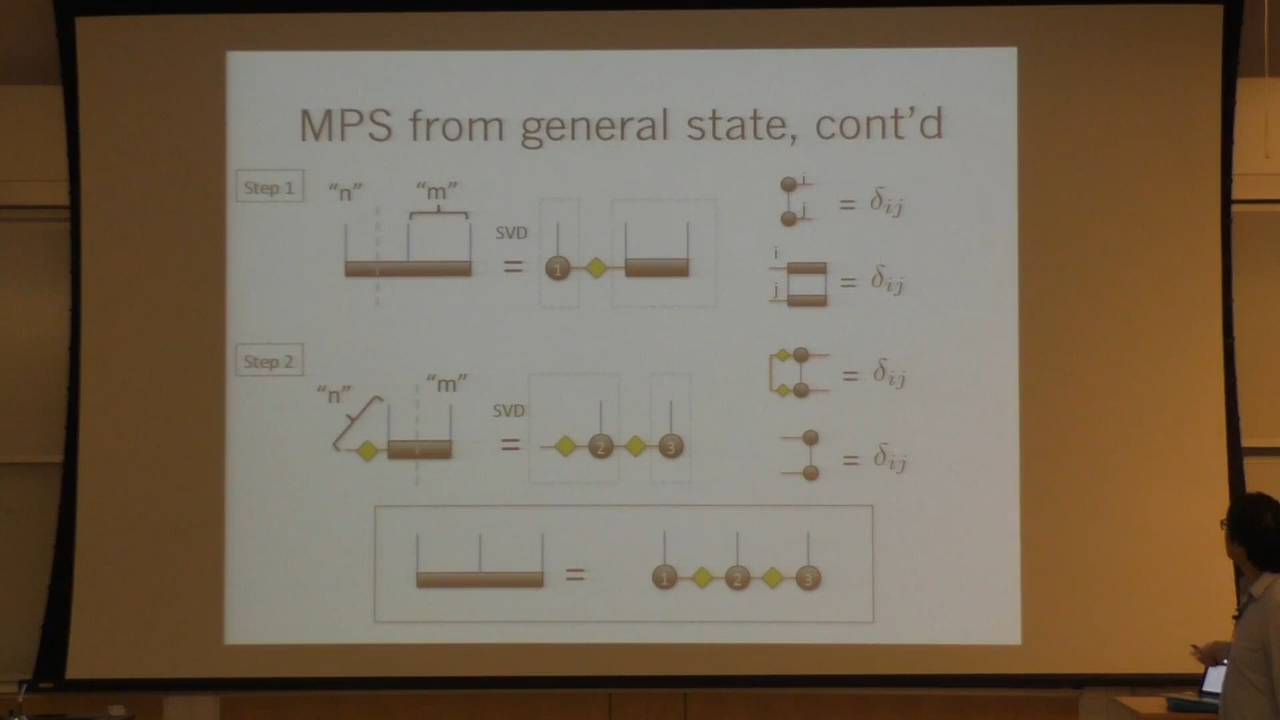 MPS from general state, cont'd
Step 1
“n”
“m”
SVD
=
1
i
j
= δij
i
j
= δij
Step 2
“n”
“m”
SVD
=
2
3
= δij
= δij
=
1
2
3